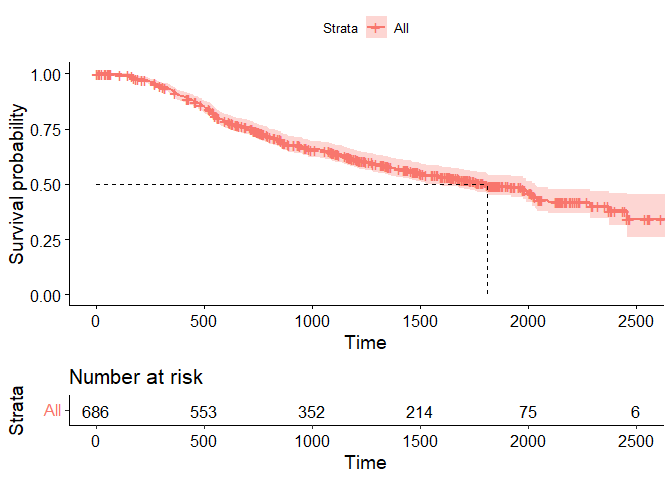 Strata All
1.00
0.75
0.50
0.25
0.00
Survival probability
0 500 1000 1500 2000 2500
Time
Number at risk
Strata
All 686 553 352 214 75 6
0 500 1000 1500 2000 2500
Time